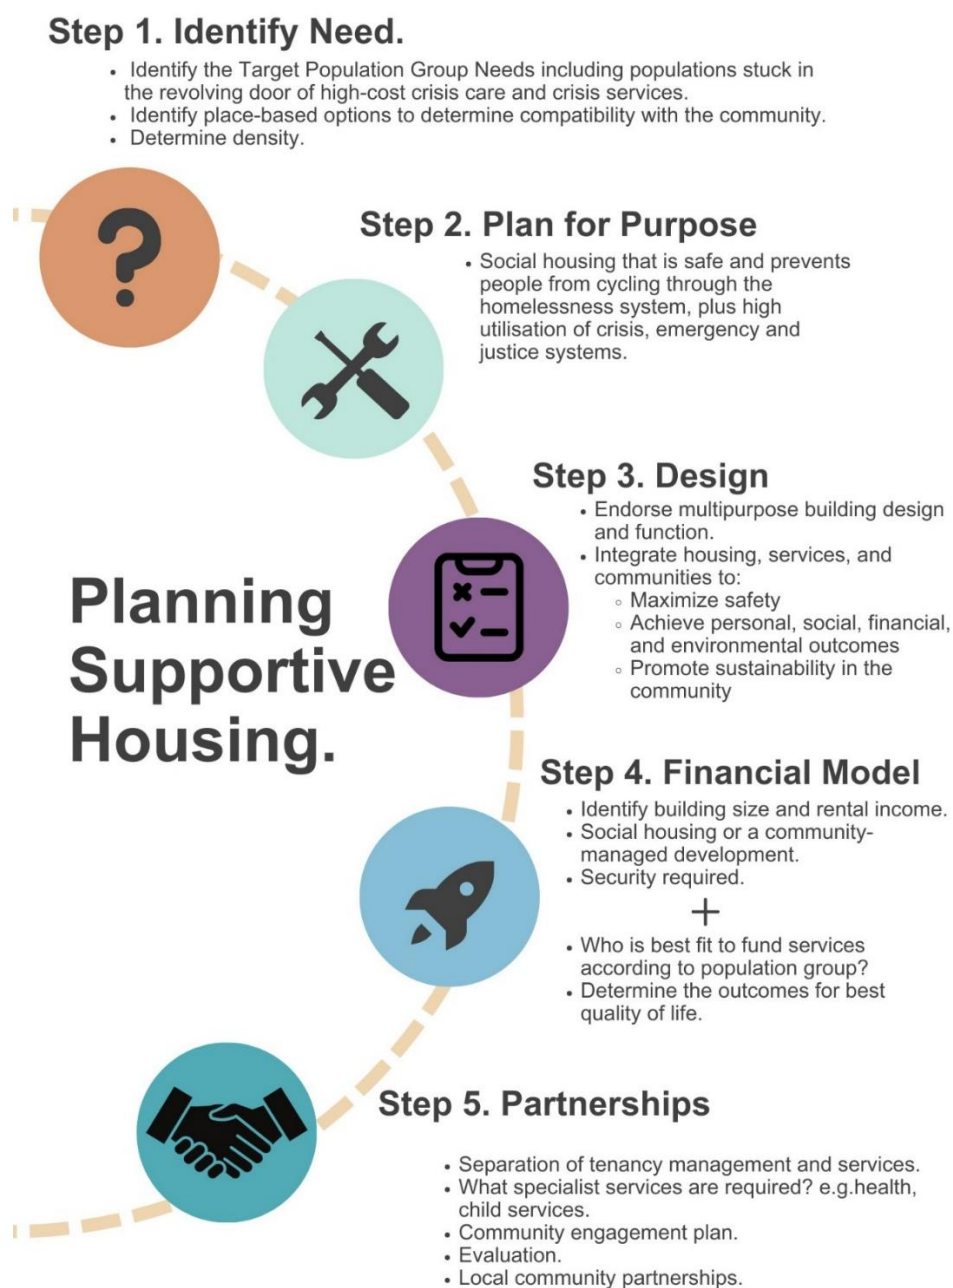 Step 1. Identify Need.
• Identify the Target Population Group Needs including populations stuck in
the revolving door of high-cost crisis care and crisis services.
• Identify place-based options to determine compatibility with the community.
• Determine density.
Step 2. Plan for Purpose
• Social housing that is safe and prevents
people from cycling through the
homelessness system, plus high
utilisation of crisis, emergency and
justice systems.
Step 3. Design
• Endorse multipurpose building design
and function.
• Integrate housing, services, and
communities to:
◦ Maximize safety
◦ Achieve personal, social, financial,
and environmental outcomes
◦ Promote sustainability in the
community
Planning
Supportive
Housing.
Step 4. Financial Model
• Identify building size and rental income.
• Social housing or a community-
managed development.
• Security required.
+
• Who is best fit to fund services
according to population group?
• Determine the outcomes for best
quality of life.
Step 5. Partnerships
• Separation of tenancy management and services.
• What specialist services are required? e.g.health,
child services.
• Community engagement plan.
• Evaluation.
• Local community partnerships.